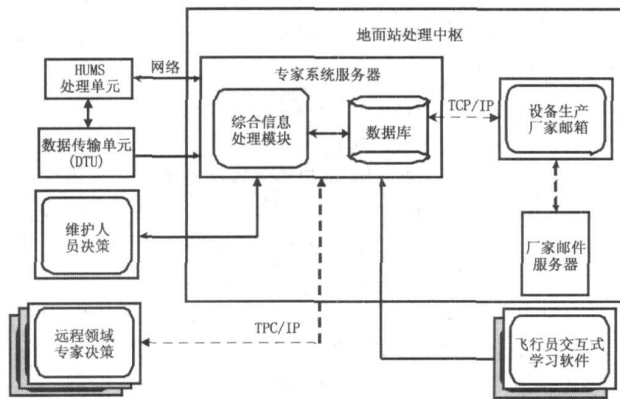 地面站处理中枢
HUMS
处理单元
网络
专家系统服务器
综合信息
处理模块
数据库
TCP/IP
设备生产
厂家邮箱
数据传输单元
(DTU)
维护人
员决策
厂家邮件
服务器
远程领域
专家决策
TPC/IP
飞行员交互式
学习软件